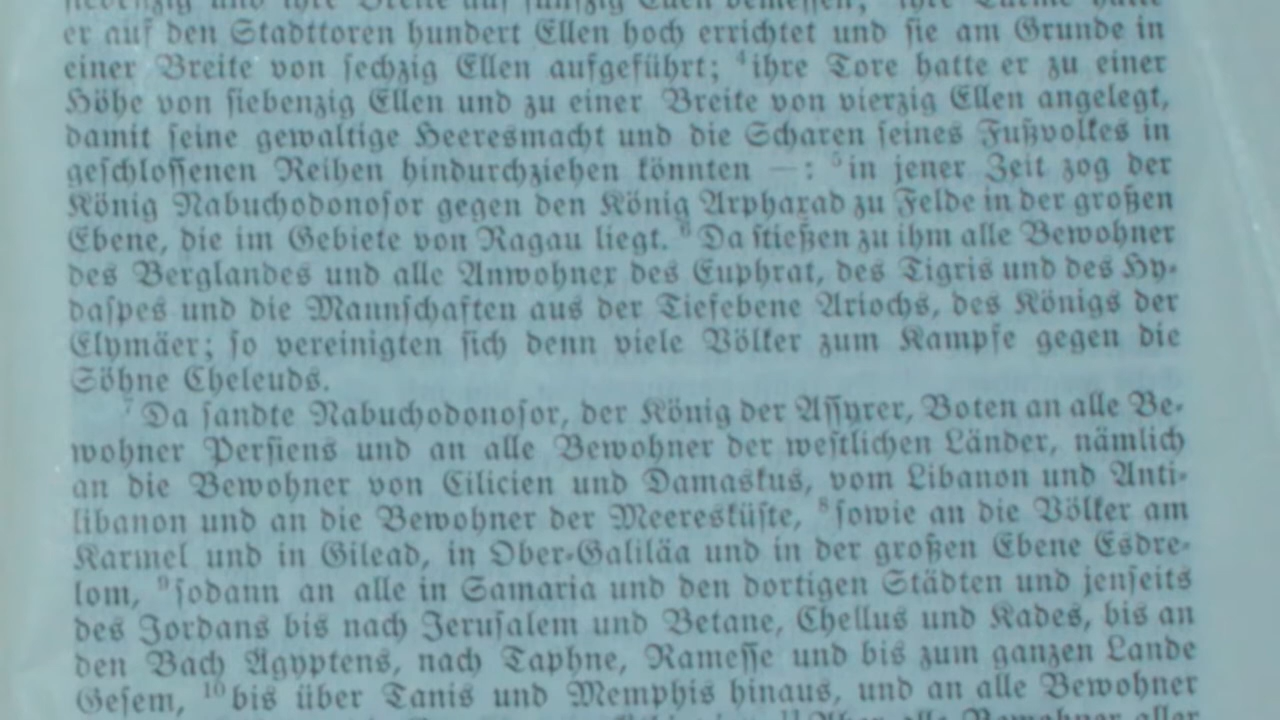 siebenzig und ihre Breite auf fünfzig Ellen bemessen; ihre Türme hatte
er auf den Stadttoren hundert Ellen hoch errichtet und sie am Grunde in
einer Breite von sechzig Ellen aufgeführt; ⁴ihre Tore hatte er zu einer
Höhe von siebenzig Ellen und zu einer Breite von vierzig Ellen angelegt,
damit seine gewaltige Heeresmacht und die Scharen seines Fußvolkes in
geschlossenen Reihen hindurchziehen könnten —: ⁵in jener Zeit zog der
König Nabuchodonosor gegen den König Arpharad zu Felde in der großen
Ebene, die im Gebiete von Ragau liegt. ⁶Da stießen zu ihm alle Bewohner
des Berglandes und alle Anwohner des Euphrat, des Tigris und des Hy-
daspes und die Mannschaften aus der Tiefebene Ariochs, des Königs der
Elymäer; so vereinigten sich denn viele Völker zum Kampfe gegen die
Söhne Cheleuds.
⁷Da sandte Nabuchodonosor, der König der Assyrer, Boten an alle Be-
wohner Persiens und an alle Bewohner der westlichen Länder, nämlich
an die Bewohner von Cilicien und Damaskus, vom Libanon und Anti-
libanon und an die Bewohner der Meeresküste, ⁸sowie an die Völker am
Karmel und in Gilead, in Ober-Galiläa und in der großen Ebene Esdre-
lom, ⁹sodann an alle in Samaria und den dortigen Städten und jenseits
des Jordans bis nach Jerusalem und Betane, Chellus und Kades, bis an
den Bach Ägyptens, nach Taphne, Ramesse und bis zum ganzen Lande
Gesem, ¹⁰bis über Tanis und Memphis hinaus, und an alle Bewohner